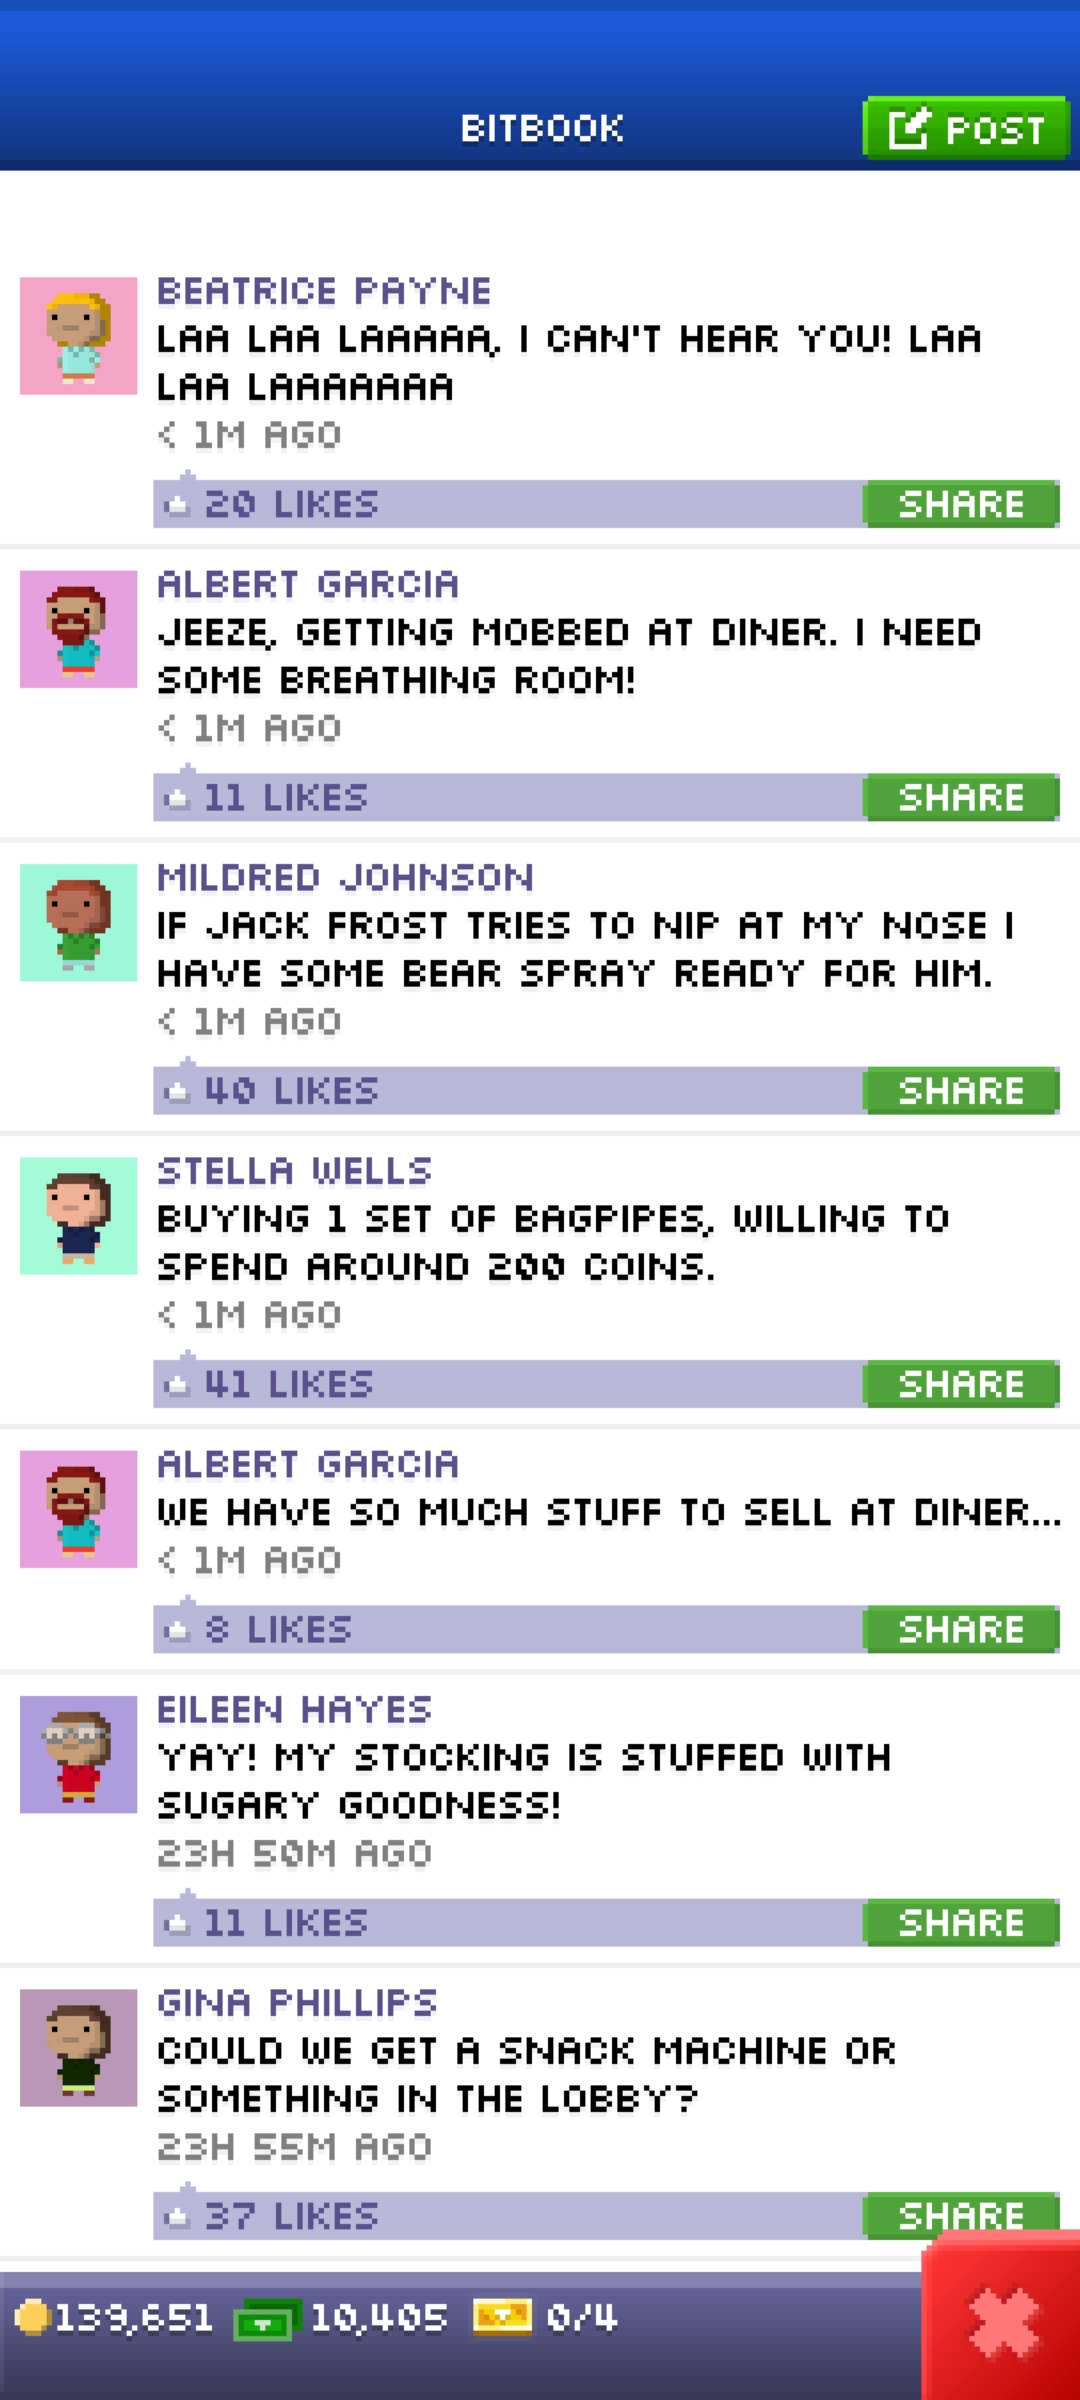 BITBOOK
POST
BEATRICE PAYNE
LAA LAA LAAAAA, I CAN'T HEAR YOU! LAA
LAA LAAAAAAA
< 1M AGO
20 LIKES
SHARE
ALBERT GARCIA
JEEZE, GETTING MOBBED AT DINER. I NEED
SOME BREATHING ROOM!
< 1M AGO
11 LIKES
SHARE
MILDRED JOHNSON
IF JACK FROST TRIES TO NIP AT MY NOSE I
HAVE SOME BEAR SPRAY READY FOR HIM.
< 1M AGO
40 LIKES
SHARE
STELLA WELLS
BUYING 1 SET OF BAGPIPES, WILLING TO
SPEND AROUND 200 COINS.
< 1M AGO
41 LIKES
SHARE
ALBERT GARCIA
WE HAVE SO MUCH STUFF TO SELL AT DINER...
< 1M AGO
8 LIKES
SHARE
EILEEN HAYES
YAY! MY STOCKING IS STUFFED WITH
SUGARY GOODNESS!
23H 50M AGO
11 LIKES
SHARE
GINA PHILLIPS
COULD WE GET A SNACK MACHINE OR
SOMETHING IN THE LOBBY?
23H 55M AGO
37 LIKES
SHARE
139,651 10,405 0/4